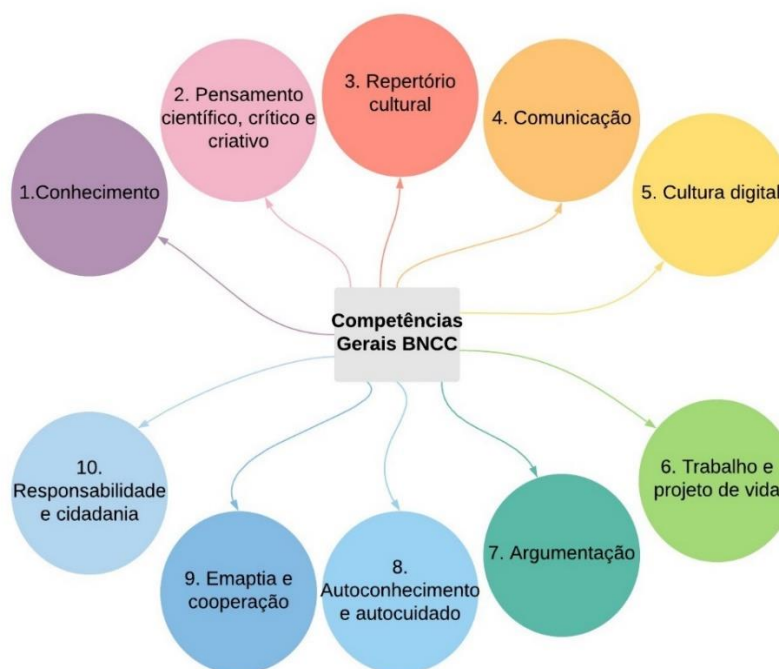 1.Conhecimento
2. Pensamento
científico, crítico e
criativo
3. Repertório
cultural
4. Comunicação
5. Cultura digital
Competências
Gerais BNCC
6. Trabalho e
projeto de vida
7. Argumentação
8.
Autoconhecimento
e autocuidado
9. Emaptia e
cooperação
10.
Responsabilidade
e cidadania